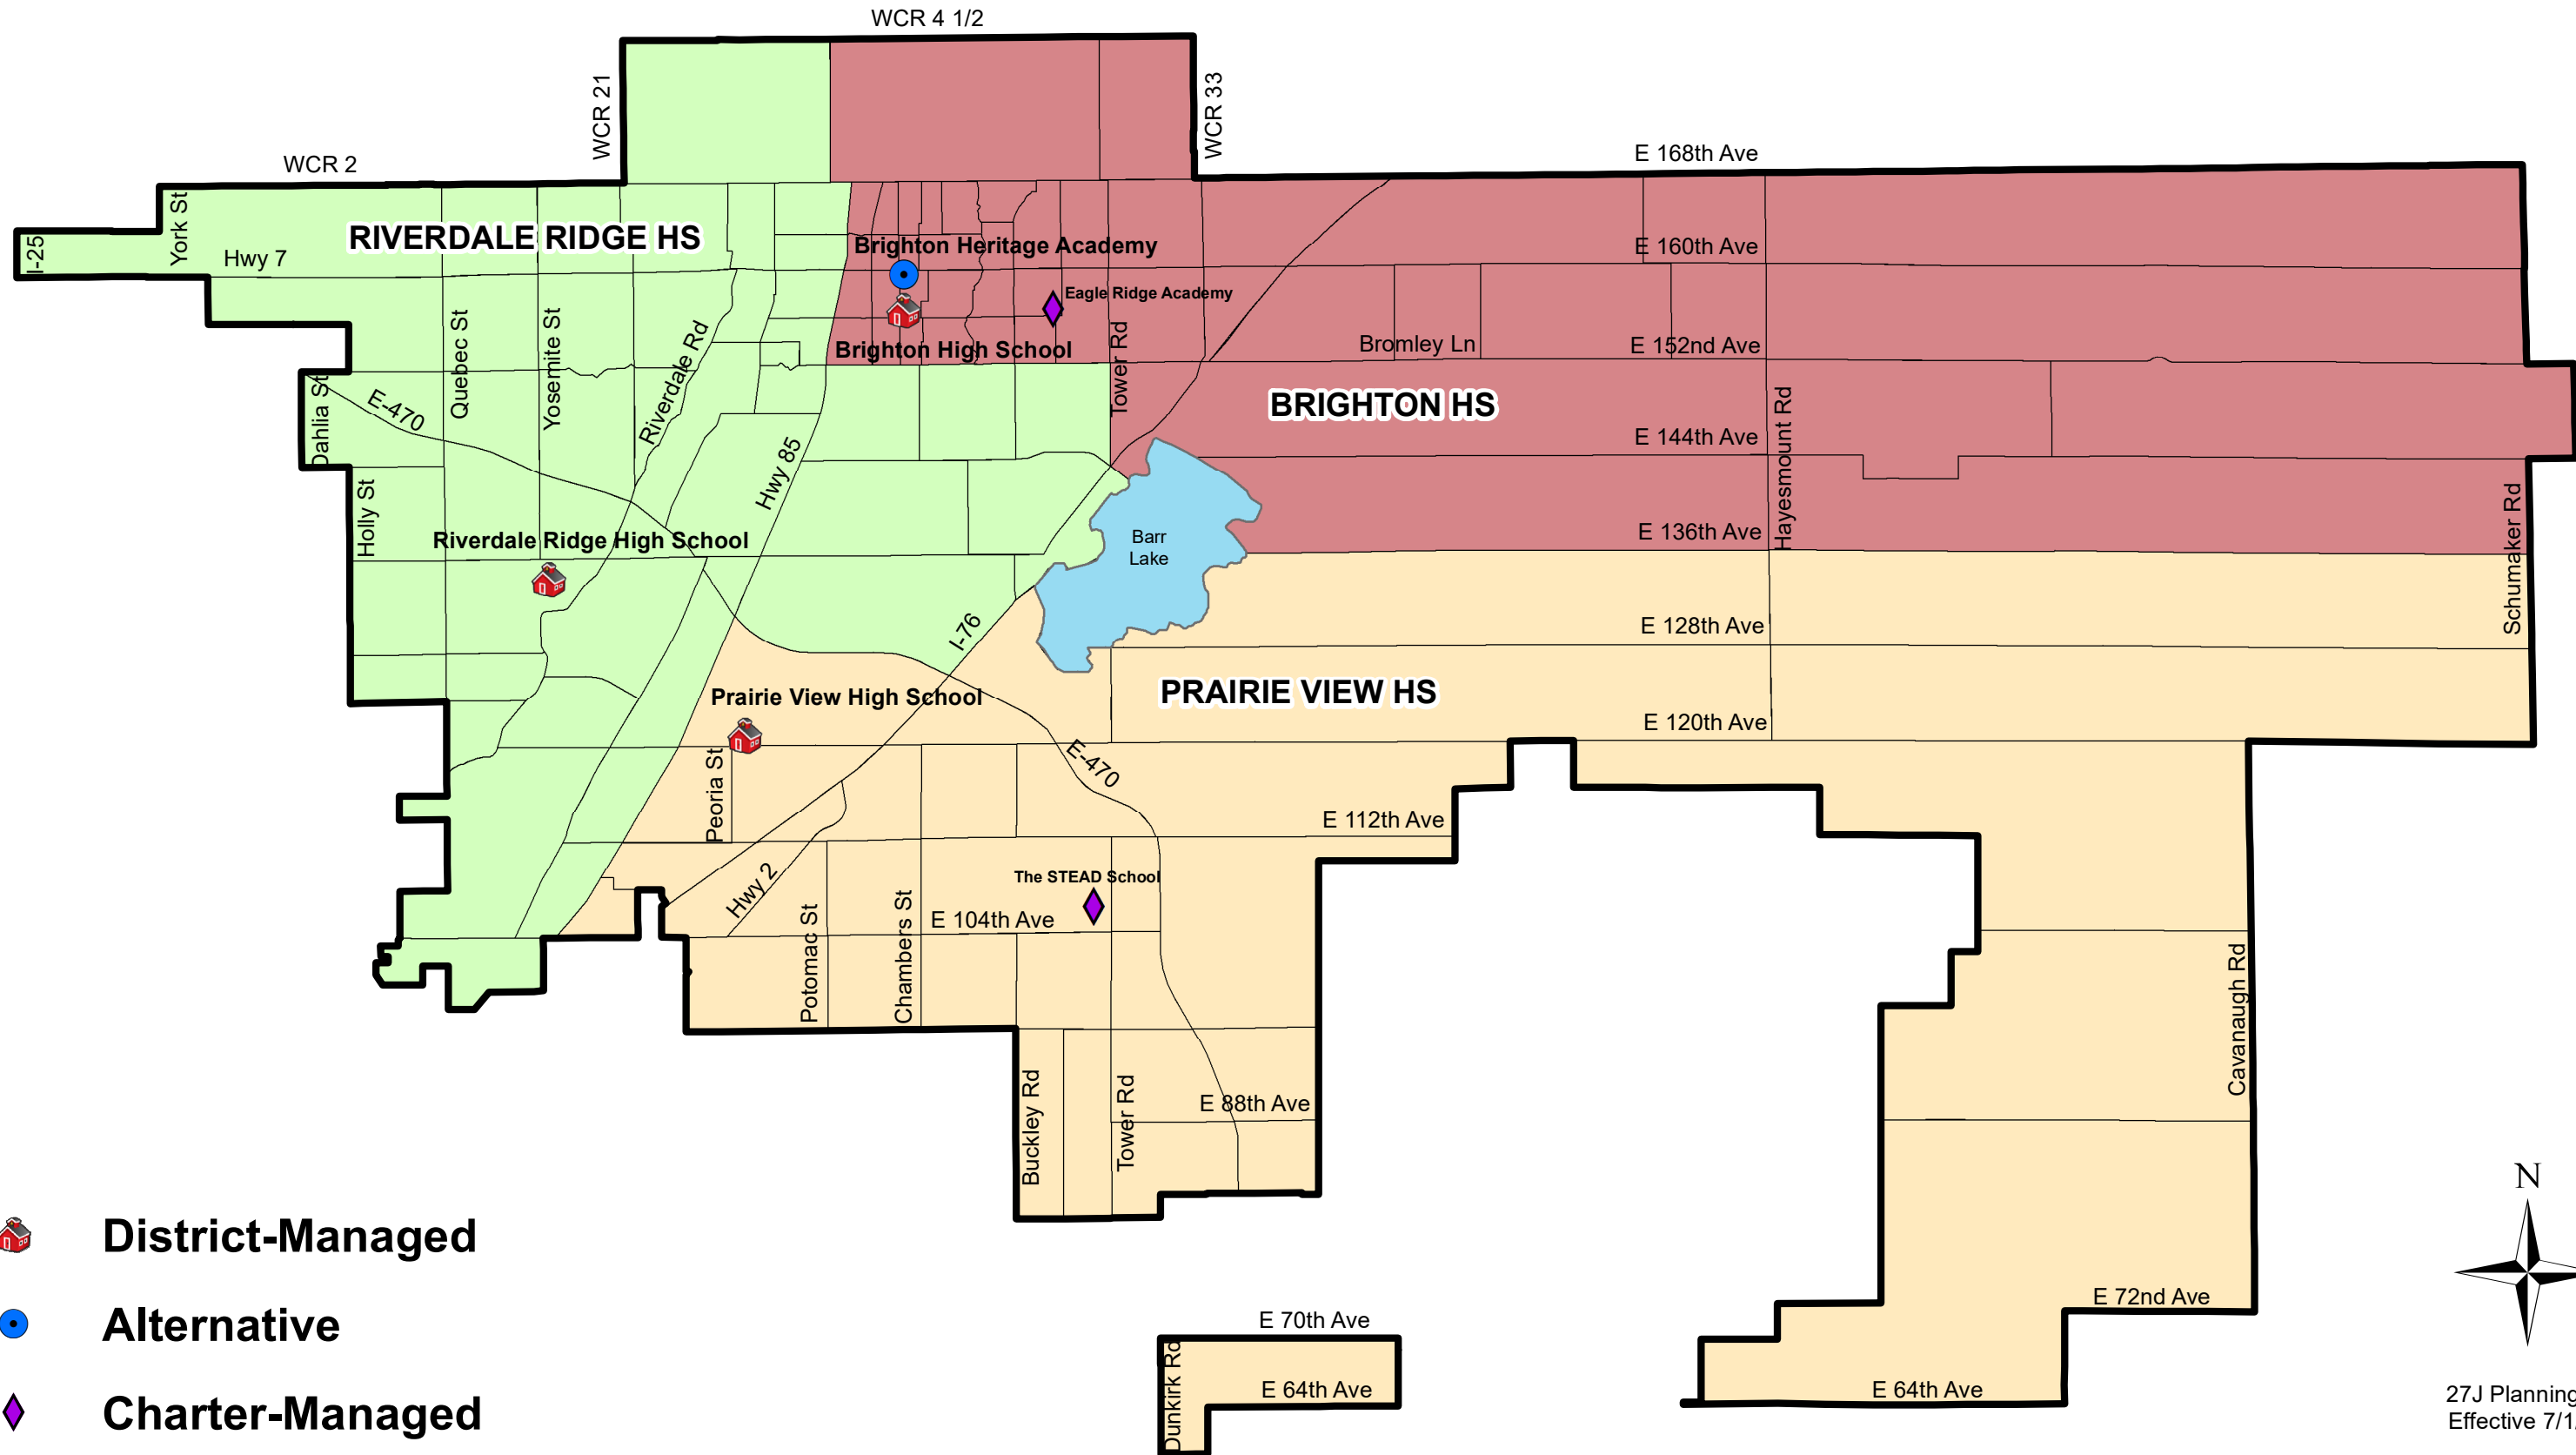 WCR 4 1/2
WCR 21
WCR 33
WCR 2
E 168th Ave
York St
I-25
RIVERDALE RIDGE HS
Hwy 7
Brighton Heritage Academy
E 160th Ave
Eagle Ridge Academy
Quebec St
Yosemite St
Riverdale Rd
Brighton High School
Tower Rd
Bromley Ln
E 152nd Ave
Dahlia St
E-470
BRIGHTON HS
Hayesmount Rd
E 144th Ave
Hwy 85
Holly St
Riverdale Ridge High School
Barr
Lake
E 136th Ave
Schumaker Rd
I-76
E 128th Ave
Prairie View High School
PRAIRIE VIEW HS
E 120th Ave
Peoria St
E-470
E 112th Ave
Hwy 2
The STEAD School
Potomac St
Chambers St
E 104th Ave
Cavanaugh Rd
Buckley Rd
Tower Rd
E 88th Ave
N
District-Managed
E 72nd Ave
Alternative
E 70th Ave
Dunkirk Rd
E 64th Ave
E 64th Ave
Charter-Managed
27J Planning
Effective 7/1